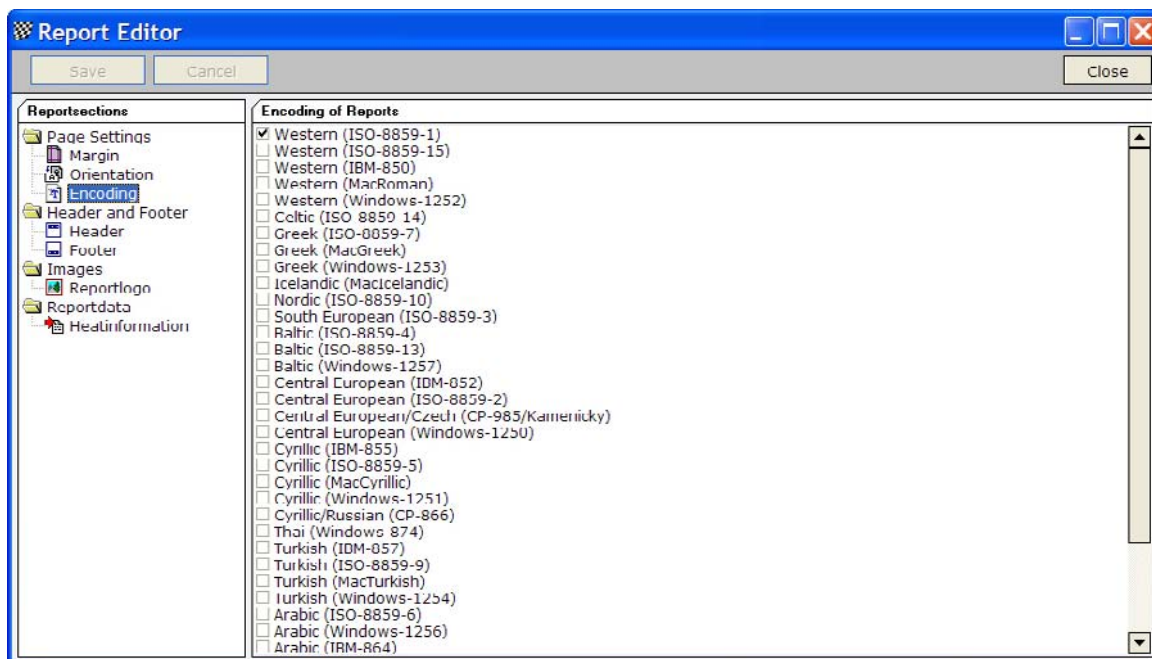 Report Editor
Save
Cancel
Close
Reportsections
Page Settings
Margin
Orientation
Encoding
Header and Footer
Header
Footer
Images
Reportlogo
Reportdata
Heatinformation
Encoding of Reports
Western (ISO-8859-1)
Western (ISO-8859-15)
Western (IBM-850)
Western (MacRoman)
Western (Windows-1252)
Celtic (ISO-8859-14)
Greek (ISO-8859-7)
Greek (MacGreek)
Greek (Windows-1253)
Icelandic (MacIcelandic)
Nordic (ISO-8859-10)
South European (ISO-8859-3)
Baltic (ISO-8859-4)
Baltic (ISO-8859-13)
Baltic (Windows-1257)
Central European (IBM-852)
Central European (ISO-8859-2)
Central European/Czech (CP-985/Kamenicky)
Central European (Windows-1250)
Cyrillic (IBM-855)
Cyrillic (ISO-8859-5)
Cyrillic (MacCyrillic)
Cyrillic (Windows-1251)
Cyrillic/Russian (CP-866)
Thai (Windows-874)
Turkish (IBM-857)
Turkish (ISO-8859-9)
Turkish (MacTurkish)
Turkish (Windows-1254)
Arabic (ISO-8859-6)
Arabic (Windows-1256)
Arabic (IBM-864)